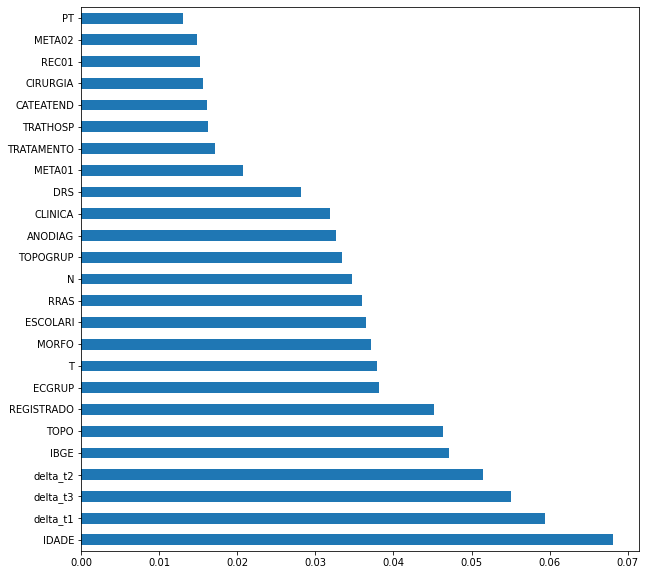 PT
META02
REC01
CIRURGIA
CATEATEND
TRATHOSP
TRATAMENTO
META01
DRS
CLINICA
ANODIAG
TOPOGRUP
N
RRAS
ESCOLARI
MORFO
T
ECGRUP
REGISTRADO
TOPO
IBGE
delta_t2
delta_t3
delta_t1
IDADE
0.00 0.01 0.02 0.03 0.04 0.05 0.06 0.07